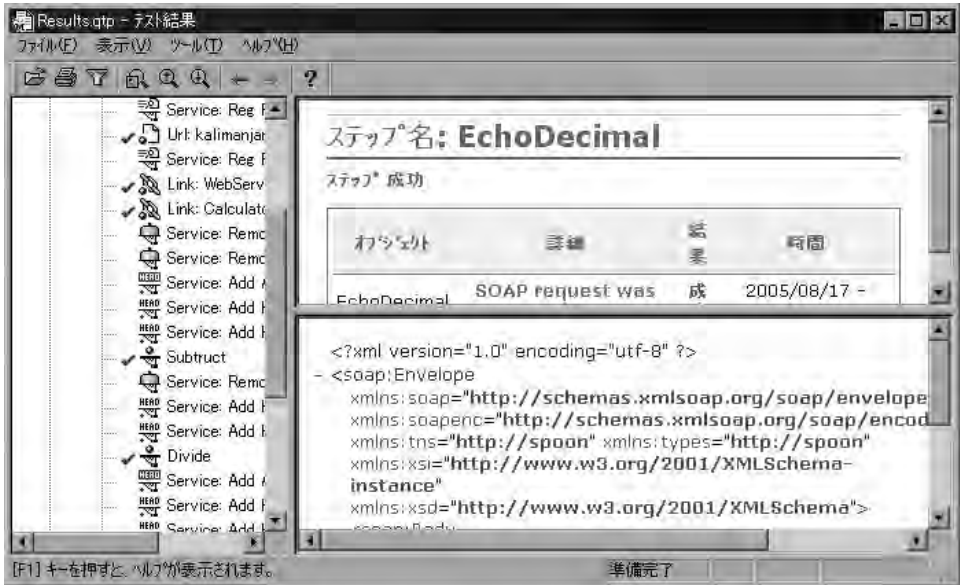 Results.qtp - テスト結果
ファイル(F) 表示(V) ツール(T) ヘルプ(H)
Service: Reg
Url: kalimanjar
Service: Reg
Link: WebServ
Link: Calculat
Service: Remo
Service: Remo
HEAD Service: Add
HEAD Service: Add
HEAD Service: Add
Subtruct
Service: Remo
HEAD Service: Add
HEAD Service: Add
Divide
HEAD Service: Add
HEAD Service: Add
HEAD Service: Add
ステップ名: EchoDecimal
ステップ 成功
オブジェクト 詳細 結果 時間
EchoDecimal SOAP request was 成 2005/08/17 -
<?xml version="1.0" encoding="utf-8" ?>
- <soap:Envelope
xmlns:soap="http://schemas.xmlsoap.org/soap/envelope
xmlns:soapenc="http://schemas.xmlsoap.org/soap/encod
xmlns:tns="http://spoon" xmlns:types="http://spoon"
xmlns:xsi="http://www.w3.org/2001/XMLSchema-
instance"
xmlns:xsd="http://www.w3.org/2001/XMLSchema">
[F1] キーを押すと、ヘルプが表示されます。 準備完了